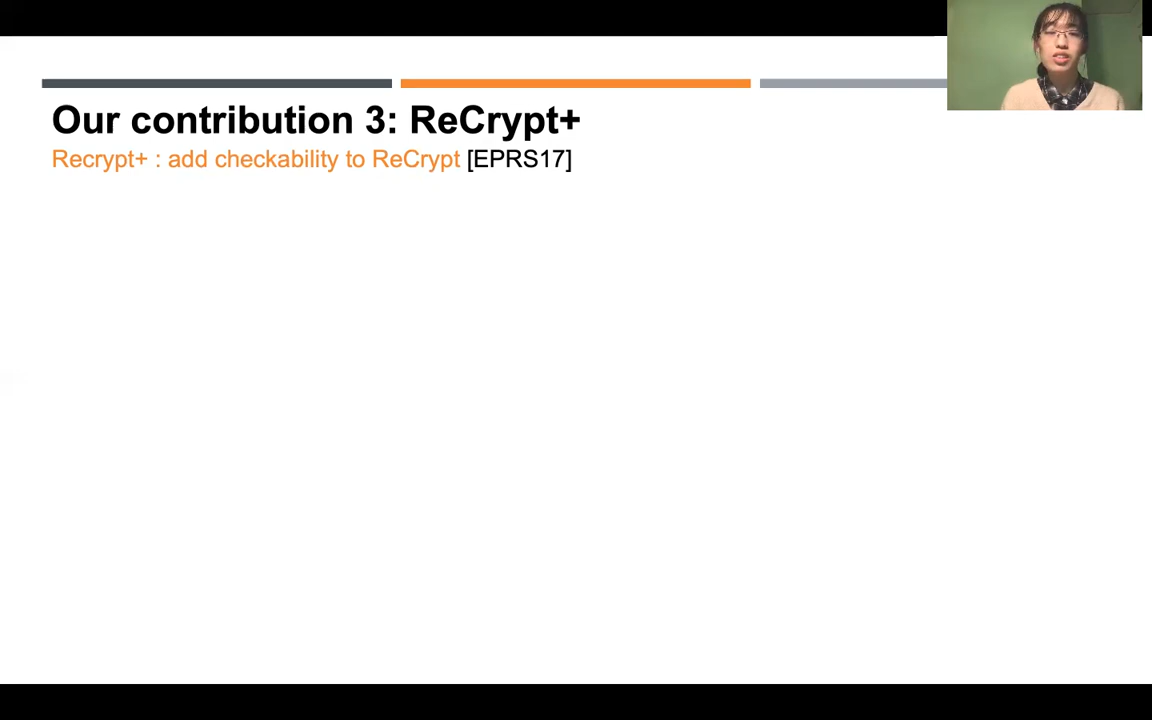 Our contribution 3: ReCrypt+
Recrypt+ : add checkability to ReCrypt [EPRS17]